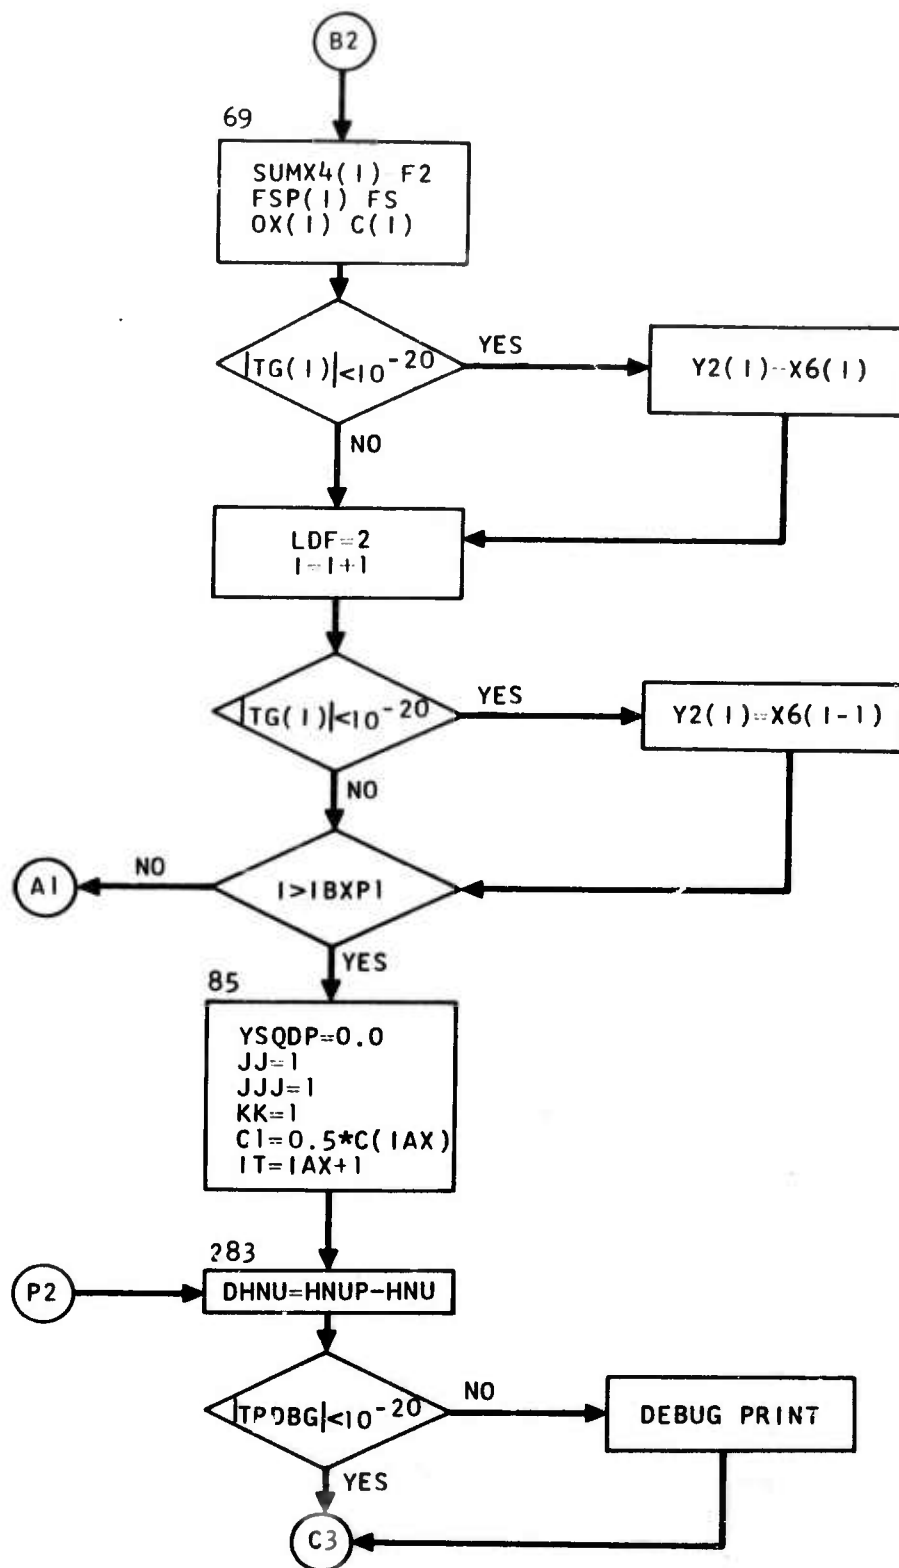 B2
69
SUMX4(I) F2
FSP(I) FS
OX(I) C(I)
|TG(I)|<10-20
YES
Y2(I)--X6(I)
NO
LDF=2
I=I+1
|TG(I)|<10-20
YES
Y2(I)=X6(I-1)
NO
I>IBXP1
NO
A1
YES
85
YSQDP=0.0
JJ=1
JJJ=1
KK=1
C1=0.5*C(IAX)
IT=IAX+1
283
P2
DHNU=HNUP-HNU
|TPDBG|<10-20
NO
DEBUG PRINT
YES
C3